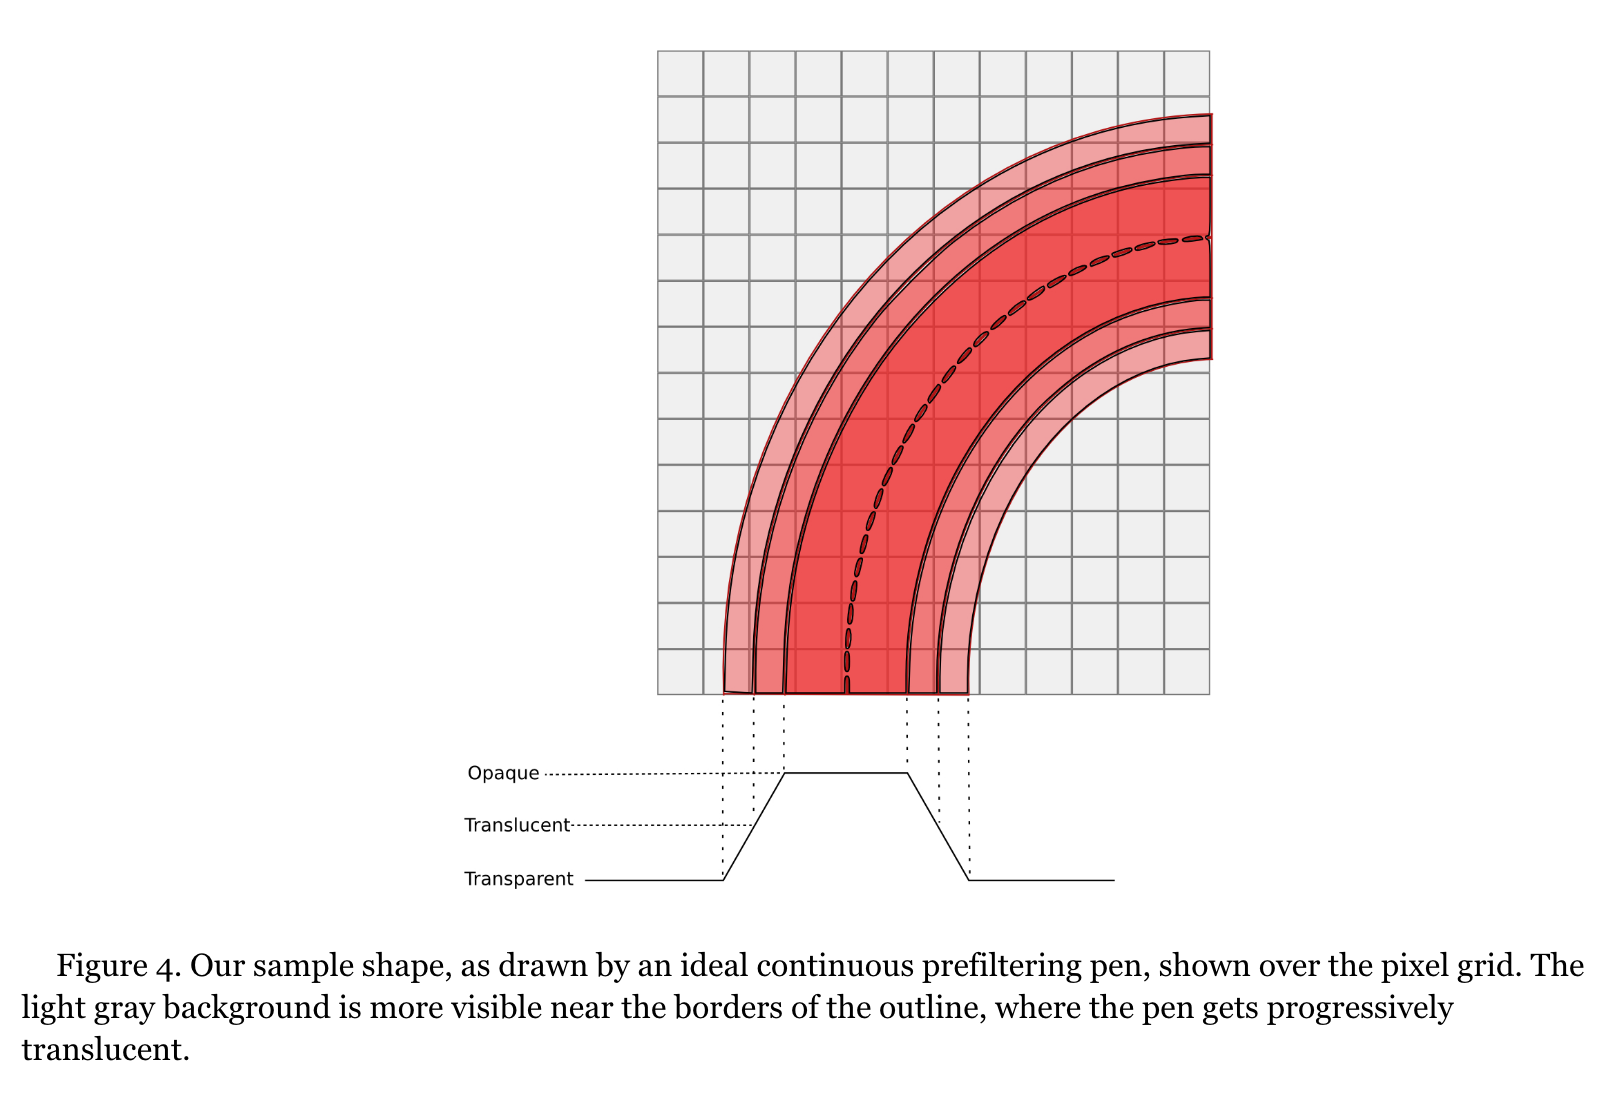 Opaque
Translucent
Transparent
Figure 4. Our sample shape, as drawn by an ideal continuous prefiltering pen, shown over the pixel grid. The
light gray background is more visible near the borders of the outline, where the pen gets progressively
translucent.